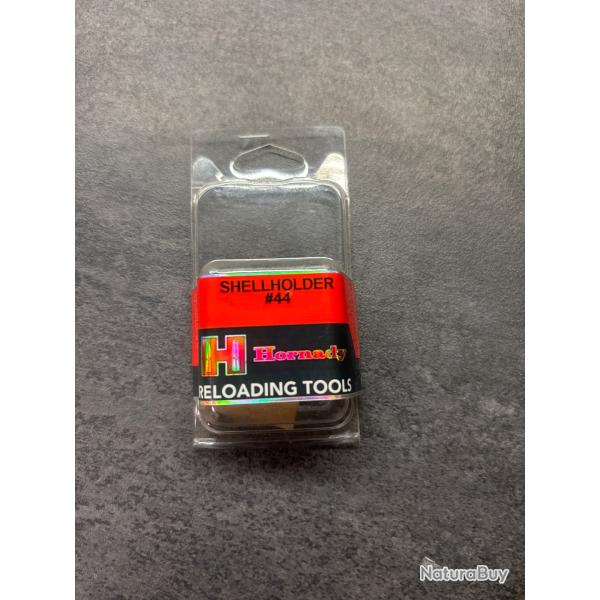 SHELLHOLDER
#44
H Hornady
RELOADING TOOLS
NaturaBuy